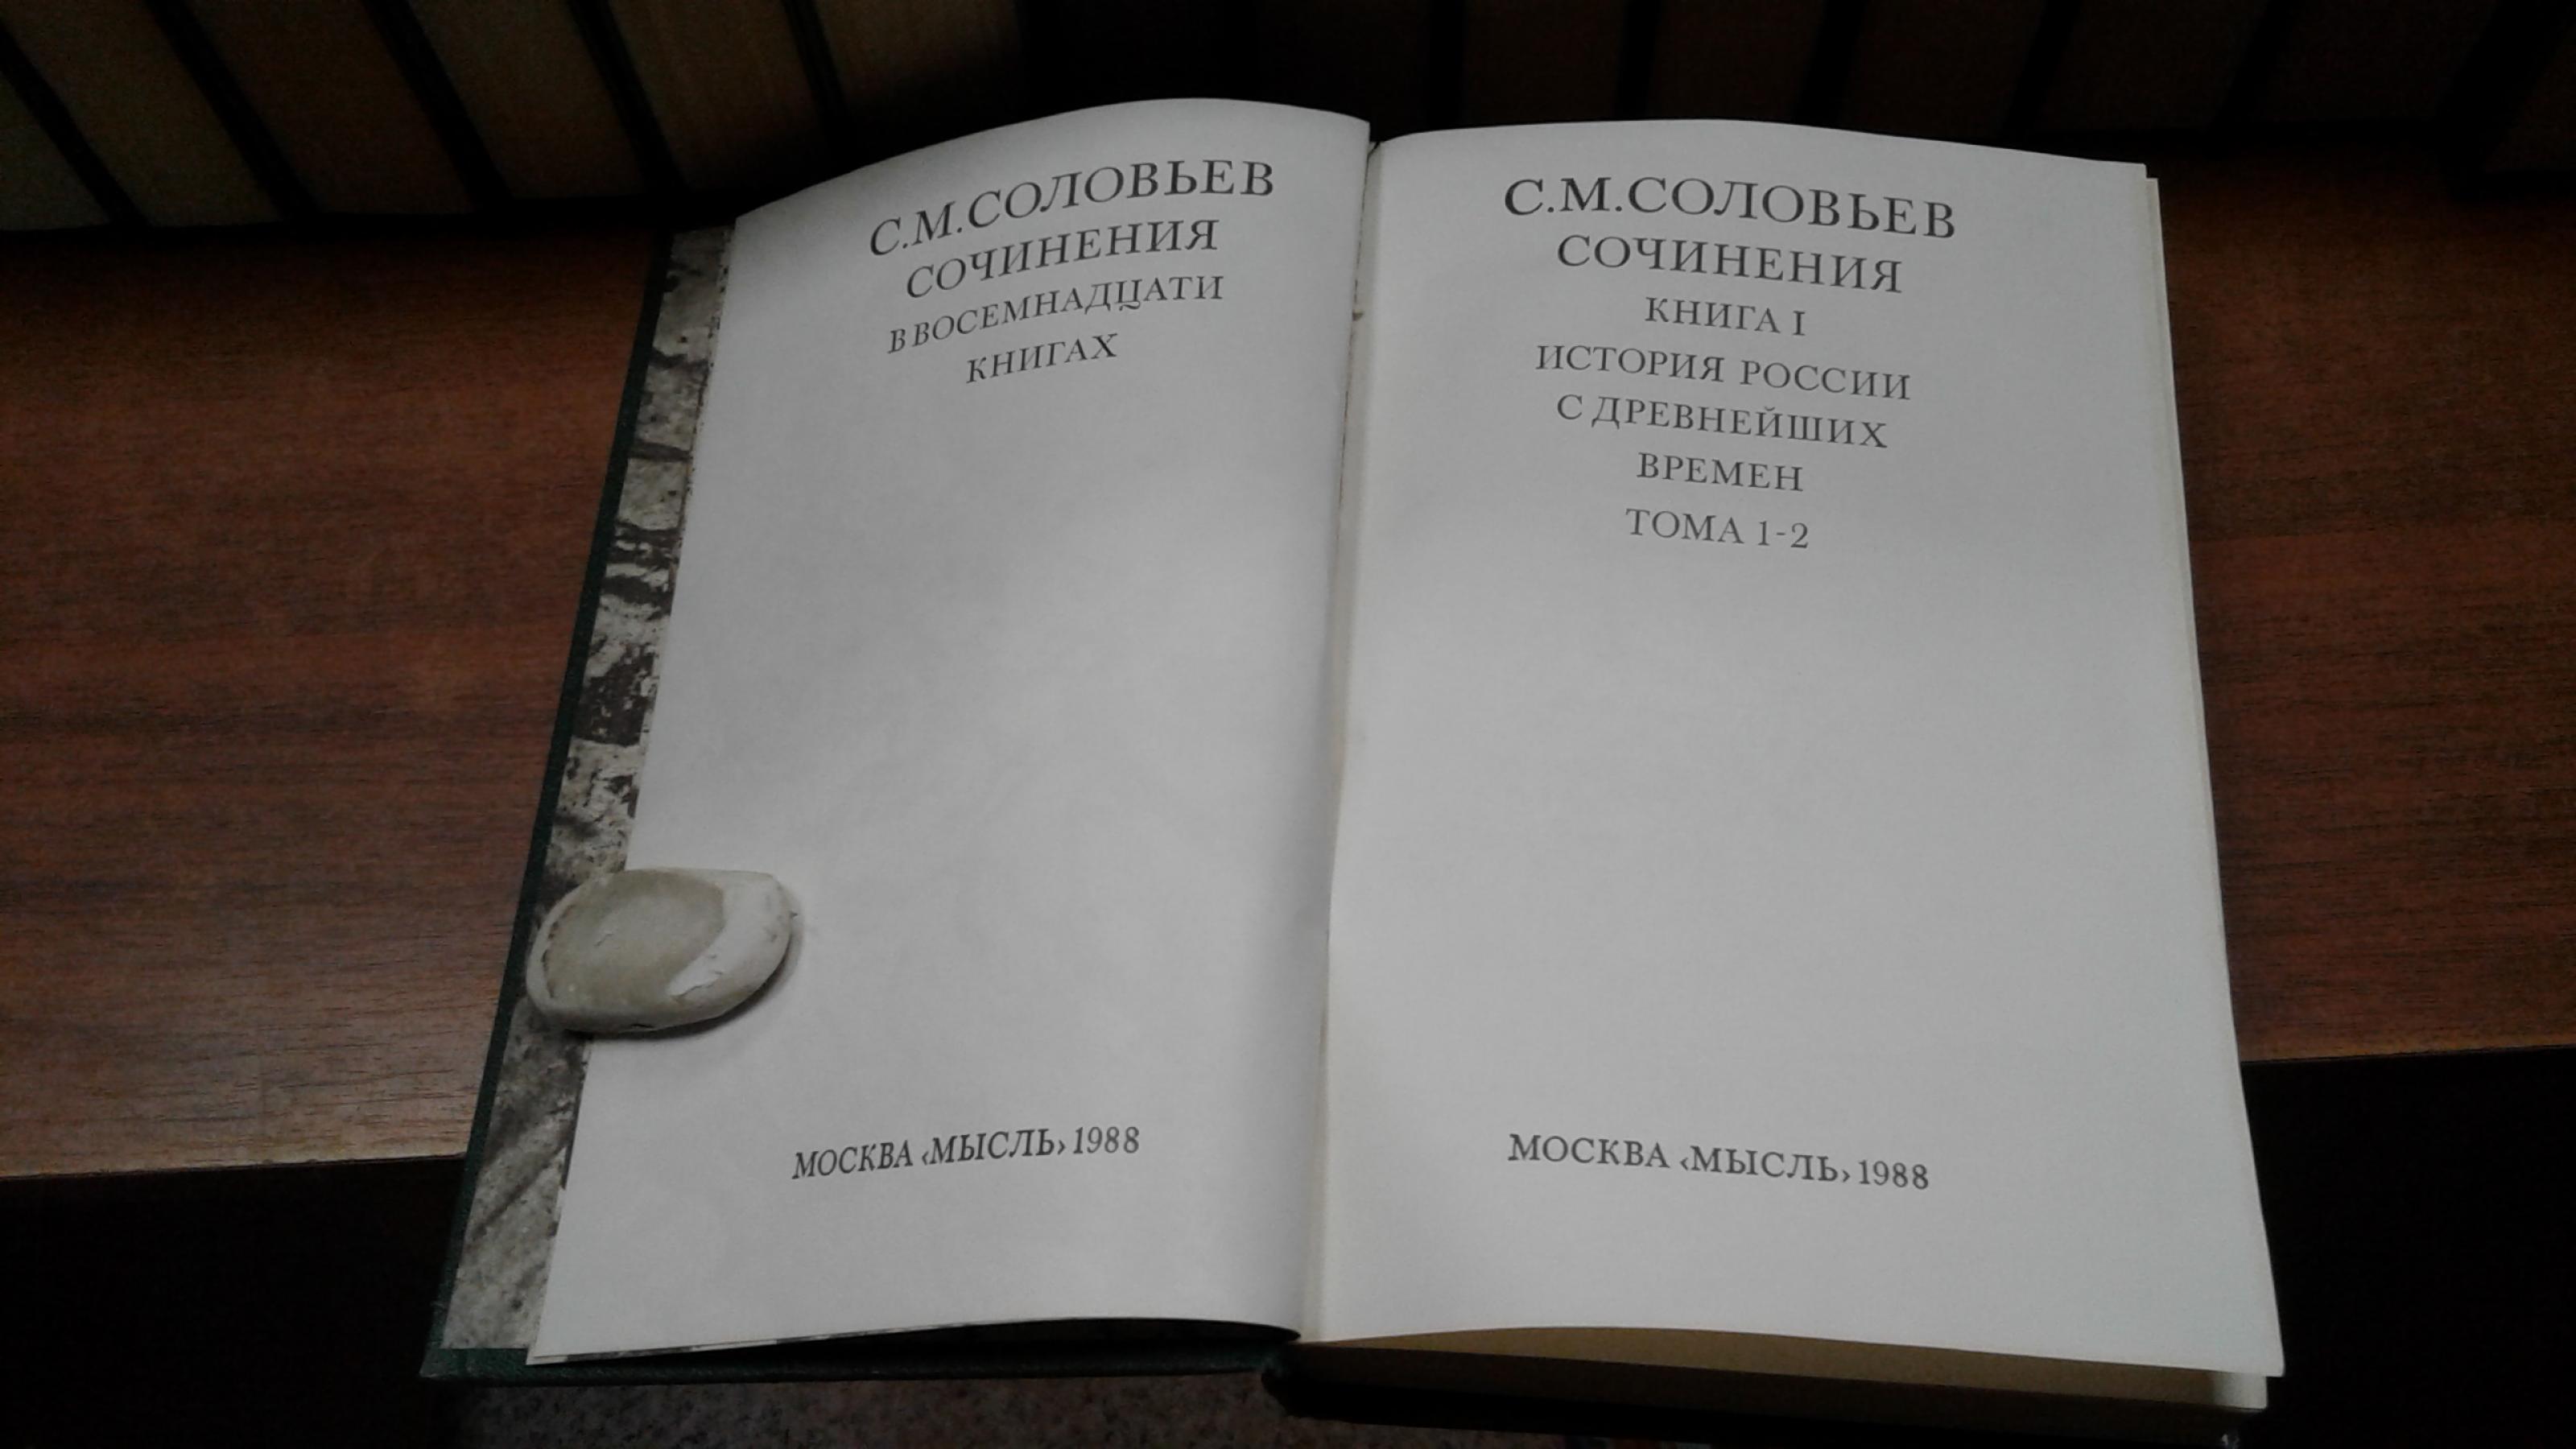 С.М.СОЛОВЬЕВ
СОЧИНЕНИЯ
В ВОСЕМНАДЦАТИ
КНИГАХ
МОСКВА ‹МЫСЛЬ› 1988
С.М.СОЛОВЬЕВ
СОЧИНЕНИЯ
КНИГА I
ИСТОРИЯ РОССИИ
С ДРЕВНЕЙШИХ
ВРЕМЕН
ТОМА 1-2
МОСКВА ‹МЫСЛЬ› 1988